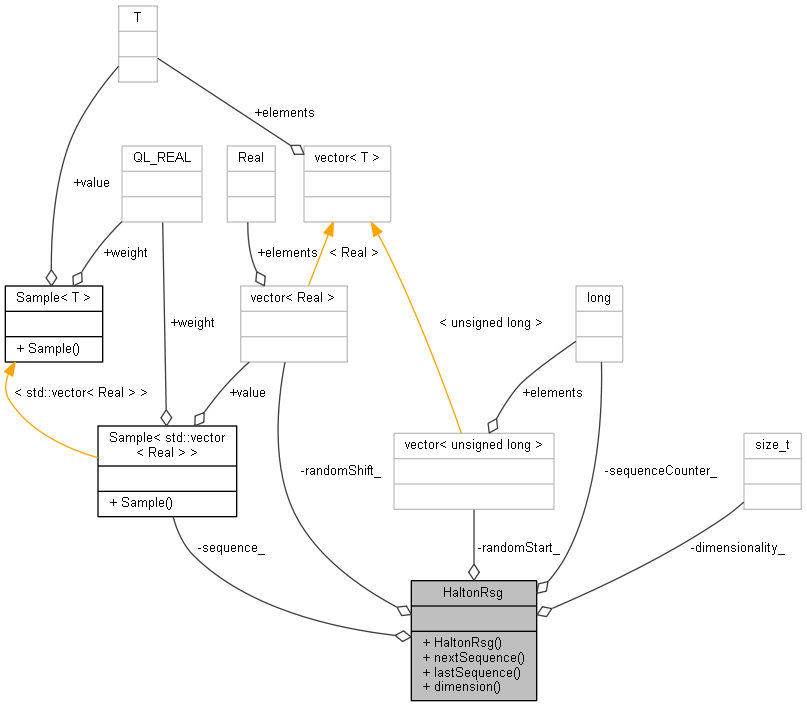 T
+elements
QL_REAL
Real
vector< T >
+value
+weight
+elements
< Real >
Sample< T >
+ Sample()
vector< Real >
long
+weight
< unsigned long >
< std::vector< Real > >
+value
+elements
Sample< std::vector
< Real > >
+ Sample()
vector< unsigned long >
size_t
-randomShift_
-sequenceCounter_
-sequence_
-randomStart_
-dimensionality_
HaltonRsg
+ HaltonRsg()
+ nextSequence()
+ lastSequence()
+ dimension()